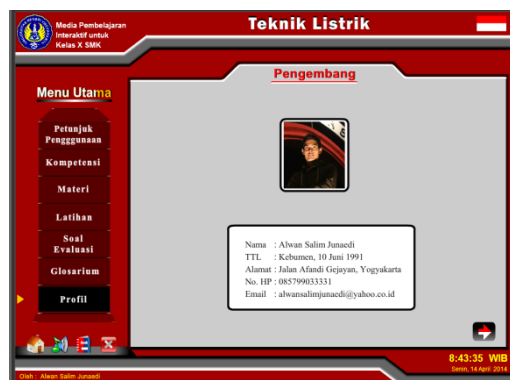 Media Pembelajaran
Interaktif untuk
Kelas X SMK
Teknik Listrik
Pengembang
Menu Utama
Petunjuk
Pengggunaan
Kompetensi
Materi
Latihan
Soal
Evaluasi
Glosarium
Profil
Nama : Alwan Salim Junaedi
TTL : Kebumen, 10 Juni 1991
Alamat : Jalan Afandi Gejayan, Yogyakarta
No. HP : 085799033331
Email : alwansalimjunaedi@yahoo.co.id
8:43:35 WIB
Senin, 14 April 2014
Oleh : Alwan Salim Junaedi